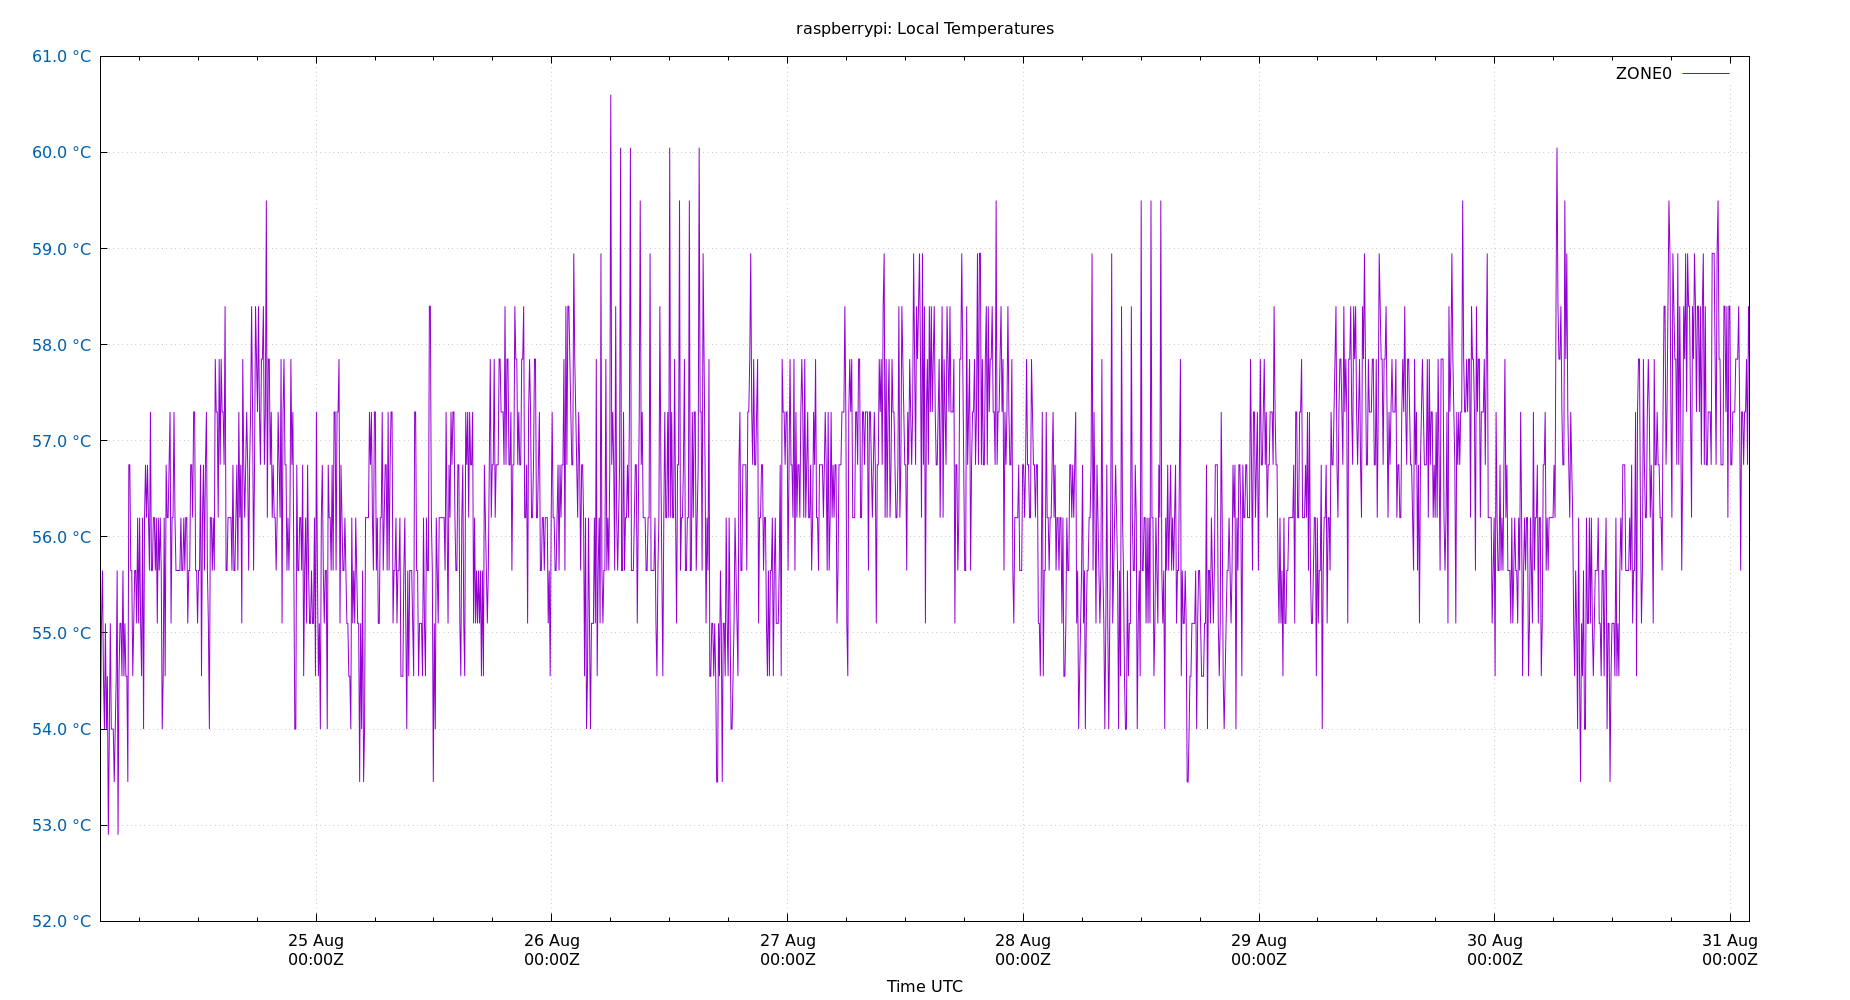 raspberrypi: Local Temperatures
61.0 °C
ZONE0
60.0 °C
59.0 °C
58.0 °C
57.0 °C
56.0 °C
55.0 °C
54.0 °C
53.0 °C
52.0 °C
25 Aug 26 Aug 27 Aug 28 Aug 29 Aug 30 Aug 31 Aug
00:00Z 00:00Z 00:00Z 00:00Z 00:00Z 00:00Z 00:00Z
Time UTC